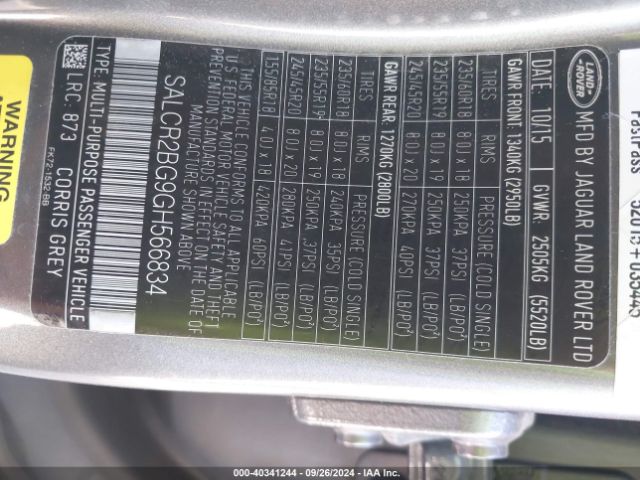 LAND ROVER
MFD BY JAGUAR LAND ROVER LTD
DATE: 10/15 GVWR: 2505KG (5520LB)
GAWR FRONT: 1340KG (2950LB)
TIRES RIMS PRESSURE (COLD SINGLE)
235/60R18 8.0J x 18 250KPA 37PSI (LB/PO²)
235/55R19 8.0J x 19 250KPA 37PSI (LB/PO²)
245/45R20 8.0J x 20 270KPA 40PSI (LB/PO²)
GAWR REAR: 1270KG (2800LB)
TIRES RIMS PRESSURE (COLD SINGLE)
235/60R18 8.0J x 18 240KPA 35PSI (LB/PO²)
235/55R19 8.0J x 19 250KPA 37PSI (LB/PO²)
245/45R20 8.0J x 20 280KPA 41PSI (LB/PO²)
155/85R18 4.0J x 18 420KPA 60PSI (LB/PO²)
THIS VEHICLE CONFORMS TO ALL APPLICABLE
U S FEDERAL MOTOR VEHICLE SAFETY AND THEFT
PREVENTION STANDARDS IN EFFECT ON THE DATE OF
MANUFACTURE SHOWN ABOVE
SALCR2BG9GH566834
TYPE: MULTI-PURPOSE PASSENGER VEHICLE
LRC: 873 CORRIS GREY
FK72-1532-BB
WARNING
000-40341244 - 09/26/2024 - IAA Inc.